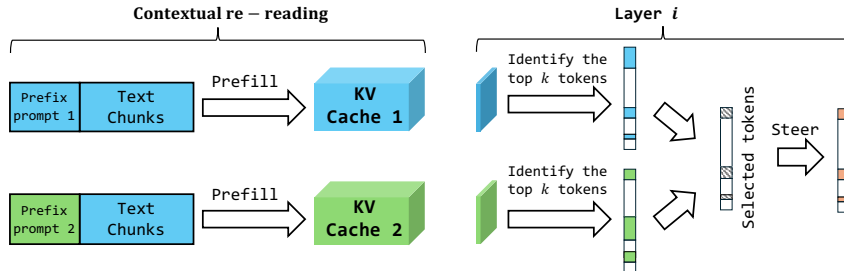 Contextual re − reading
Layer i
Prefix
prompt 1
Text
Chunks
Prefill
KV
Cache 1
Identify the
top k tokens
Prefix
prompt 2
Text
Chunks
Prefill
KV
Cache 2
Identify the
top k tokens
Selected tokens
Steer